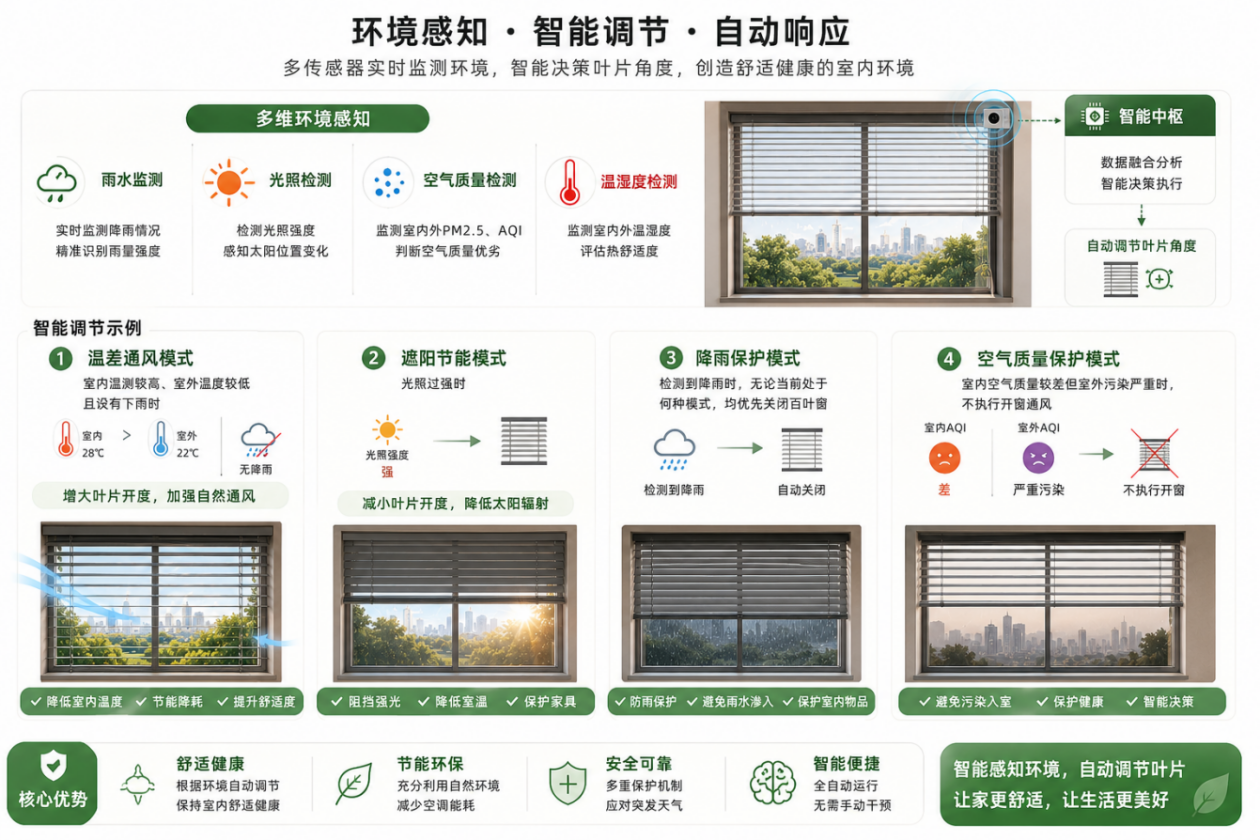 环境感知 · 智能调节 · 自动响应
多传感器实时监测环境，智能决策叶片角度，创造舒适健康的室内环境
多维环境感知
雨水监测
实时监测降雨情况
精准识别雨量强度
光照检测
检测光照强度
感知太阳位置变化
空气质量检测
监测室内外PM2.5、AQI
判断空气质量优劣
温湿度检测
监测室内外温湿度
评估热舒适度
智能中枢
数据融合分析
智能决策执行
自动调节叶片角度
智能调节示例
1 温差通风模式
室内温测较高、室外温度较低
且设有下雨时
室内
28℃
>
室外
22℃
无降雨
增大叶片开度，加强自然通风
✓ 降低室内温度 ✓ 节能降耗 ✓ 提升舒适度
2 遮阳节能模式
光照过强时
光照强度
强
减小叶片开度，降低太阳辐射
✓ 阻挡强光 ✓ 降低室温 ✓ 保护家具
3 降雨保护模式
检测到降雨时，无论当前处于
何种模式，均优先关闭百叶窗
检测到降雨
自动关闭
✓ 防雨保护 ✓ 避免雨水渗入 ✓ 保护室内物品
4 空气质量保护模式
室内空气质量较差但室外污染严重时，
不执行开窗通风
室内AQI
差
室外AQI
严重污染
不执行开窗
✓ 避免污染入室 ✓ 保护健康 ✓ 智能决策
核心优势
舒适健康
根据环境自动调节
保持室内舒适健康
节能环保
充分利用自然环境
减少空调能耗
安全可靠
多重保护机制
应对突发天气
智能便捷
全自动运行
无需手动干预
智能感知环境，自动调节叶片
让家更舒适，让生活更美好